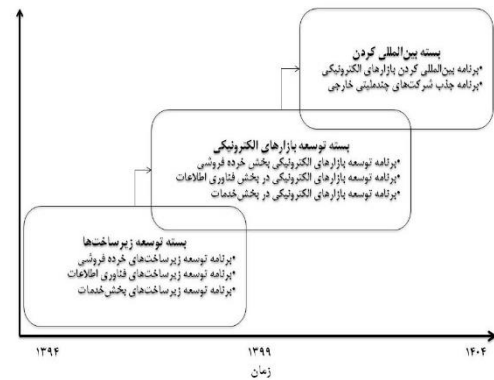 بسته بین‌المللی کردن
•برنامه بین‌المللی کردن بازارهای الکترونیکی
•برنامه جذب شرکت‌های چندملیتی خارجی
بسته توسعه بازارهای الکترونیکی
•برنامه توسعه بازارهای الکترونیکی بخش خرده فروشی
•برنامه توسعه بازارهای الکترونیکی در بخش فناوری اطلاعات
•برنامه توسعه بازارهای الکترونیکی در بخش‌خدمات
بسته توسعه زیرساخت‌ها
•برنامه توسعه زیرساخت‌های خرده فروشی
•برنامه توسعه زیرساخت‌های فناوری اطلاعات
•برنامه توسعه زیرساخت‌های بخش‌خدمات
۱۳۹۴ ۱۳۹۹ ۱۴۰۴
زمان